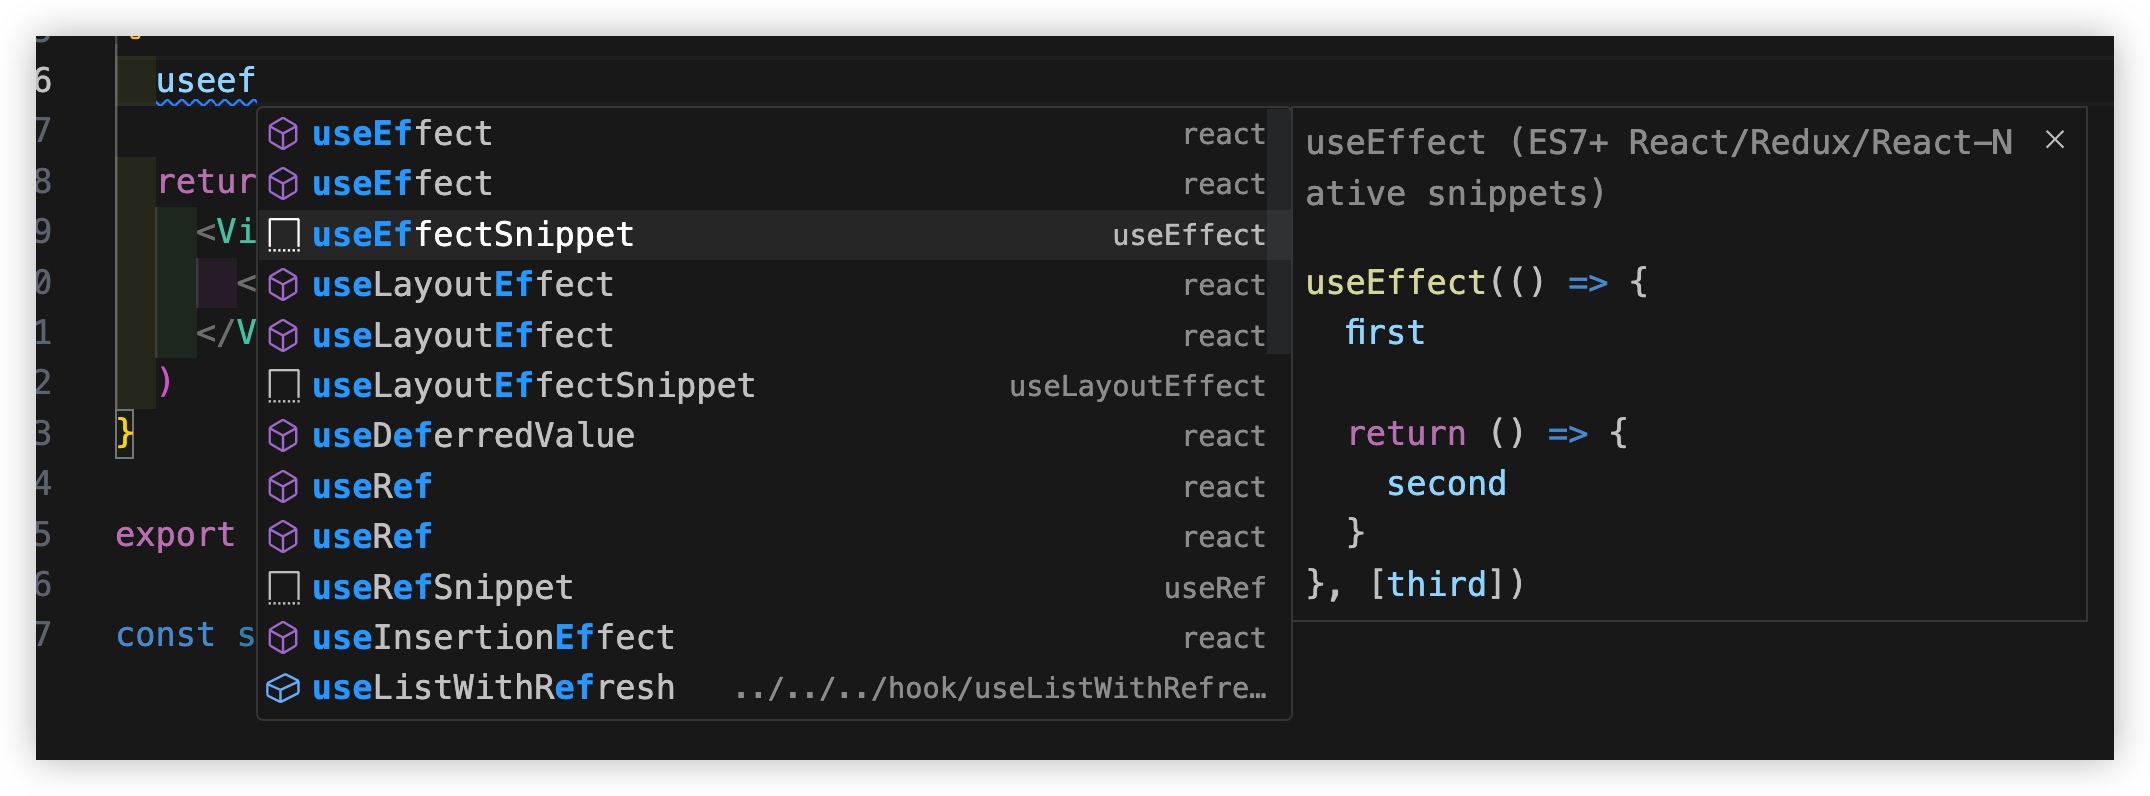 6 useef
7
8 retur
9 <Vi
0 <
1 </V
2 )
3 }
4
5 export
6
7 const s
useEffect react
useEffect react
useEffectSnippet useEffect
useLayoutEffect react
useLayoutEffect react
useLayoutEffectSnippet useLayoutEffect
useDeferredValue react
useRef react
useRef react
useRefSnippet useRef
useInsertionEffect react
useListWithRefresh ../../../hook/useListWithRefre…
useEffect (ES7+ React/Redux/React-N
ative snippets)
useEffect(() => {
first
return () => {
second
}
}, [third])